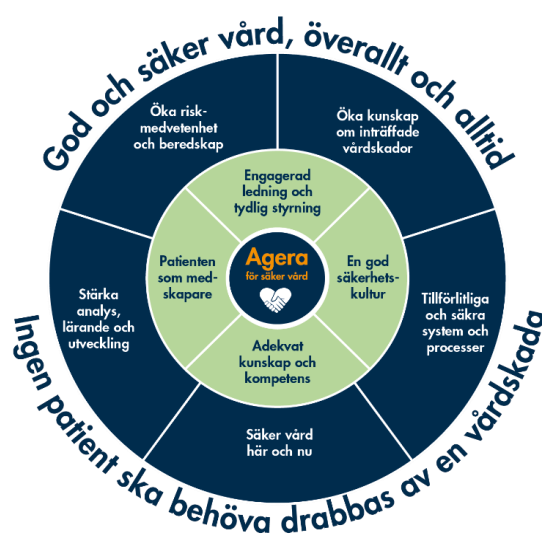 God och säker vård, överallt och alltid
Öka risk-
medvetenhet
och beredskap
Öka kunskap
om inträffade
vårdskador
Engagerad
ledning och
tydlig styrning
Patienten
som med-
skapare
Agera
för säker vård
En god
säkerhets-
kultur
Stärka
analys,
lärande och
utveckling
Tillförlitliga
och säkra
system och
processer
Adekvat
kunskap och
kompetens
Säker vård
här och nu
Ingen patient ska behöva drabbas av en vårdskada